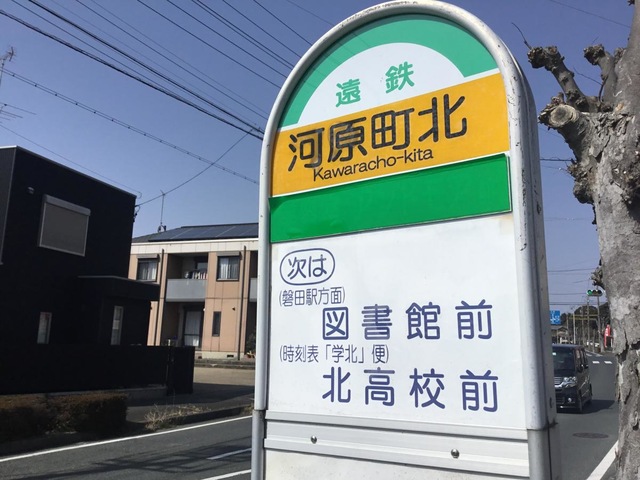 遠鉄
河原町北
Kawaracho-kita
次は
(磐田駅方面)
図書館前
(時刻表「学北」便)
北高校前